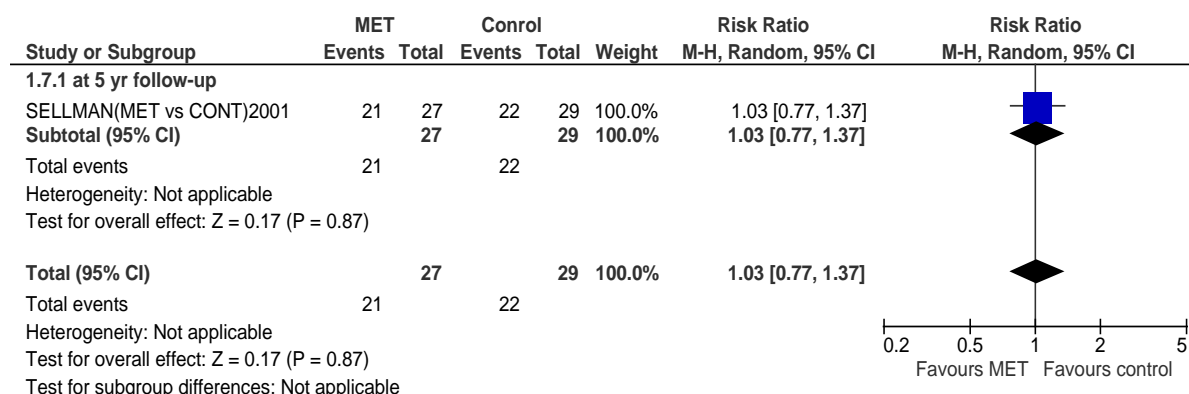 MET Conrol Risk Ratio Risk Ratio
Study or Subgroup Events Total Events Total Weight M-H, Random, 95% CI M-H, Random, 95% CI
1.7.1 at 5 yr follow-up
SELLMAN(MET vs CONT)2001 21 27 22 29 100.0% 1.03 [0.77, 1.37]
Subtotal (95% CI) 27 29 100.0% 1.03 [0.77, 1.37]
Total events 21 22
Heterogeneity: Not applicable
Test for overall effect: Z = 0.17 (P = 0.87)
Total (95% CI) 27 29 100.0% 1.03 [0.77, 1.37]
Total events 21 22
Heterogeneity: Not applicable
Test for overall effect: Z = 0.17 (P = 0.87)
Test for subgroup differences: Not applicable
0.2 0.5 1 2 5
Favours MET Favours control